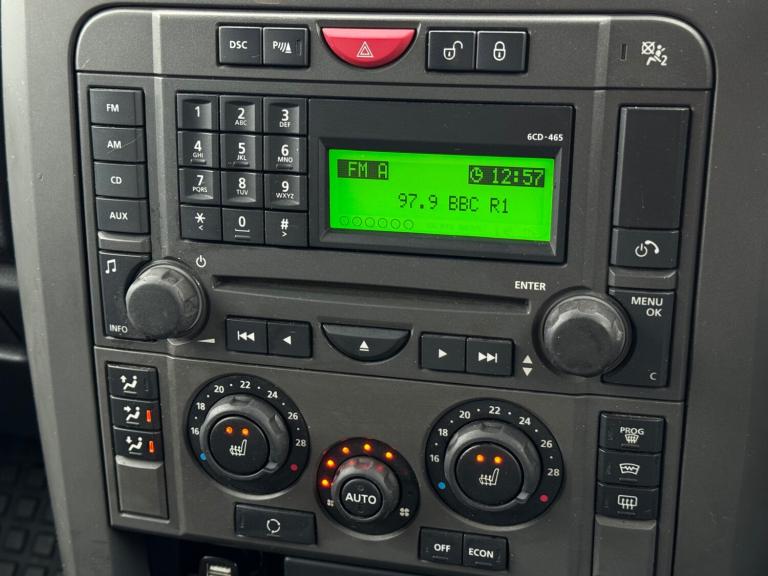 DSC
P
2
FM
AM
CD
AUX
1
2
ABC
3
DEF
4
GHI
5
JKL
6
MNO
7
PQRS
8
TUV
9
WXYZ
*
<
0
#
>
6CD-465
FM A
12:57
97.9 BBC R1
INFO
ENTER
MENU
OK
C
16 18 20 22 24 26 28
AUTO
16 18 20 22 24 26 28
PROG
OFF
ECON